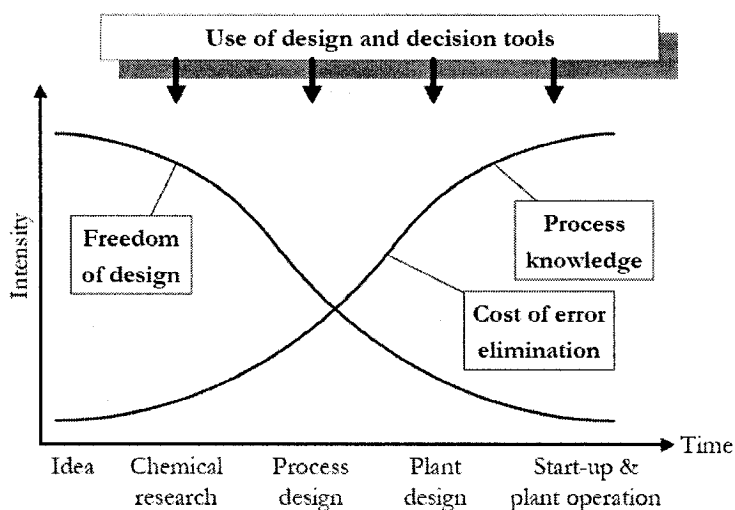 Use of design and decision tools
Intensity
Freedom
of design
Process
knowledge
Cost of error
elimination
Time
Idea
Chemical
research
Process
design
Plant
design
Start-up &
plant operation